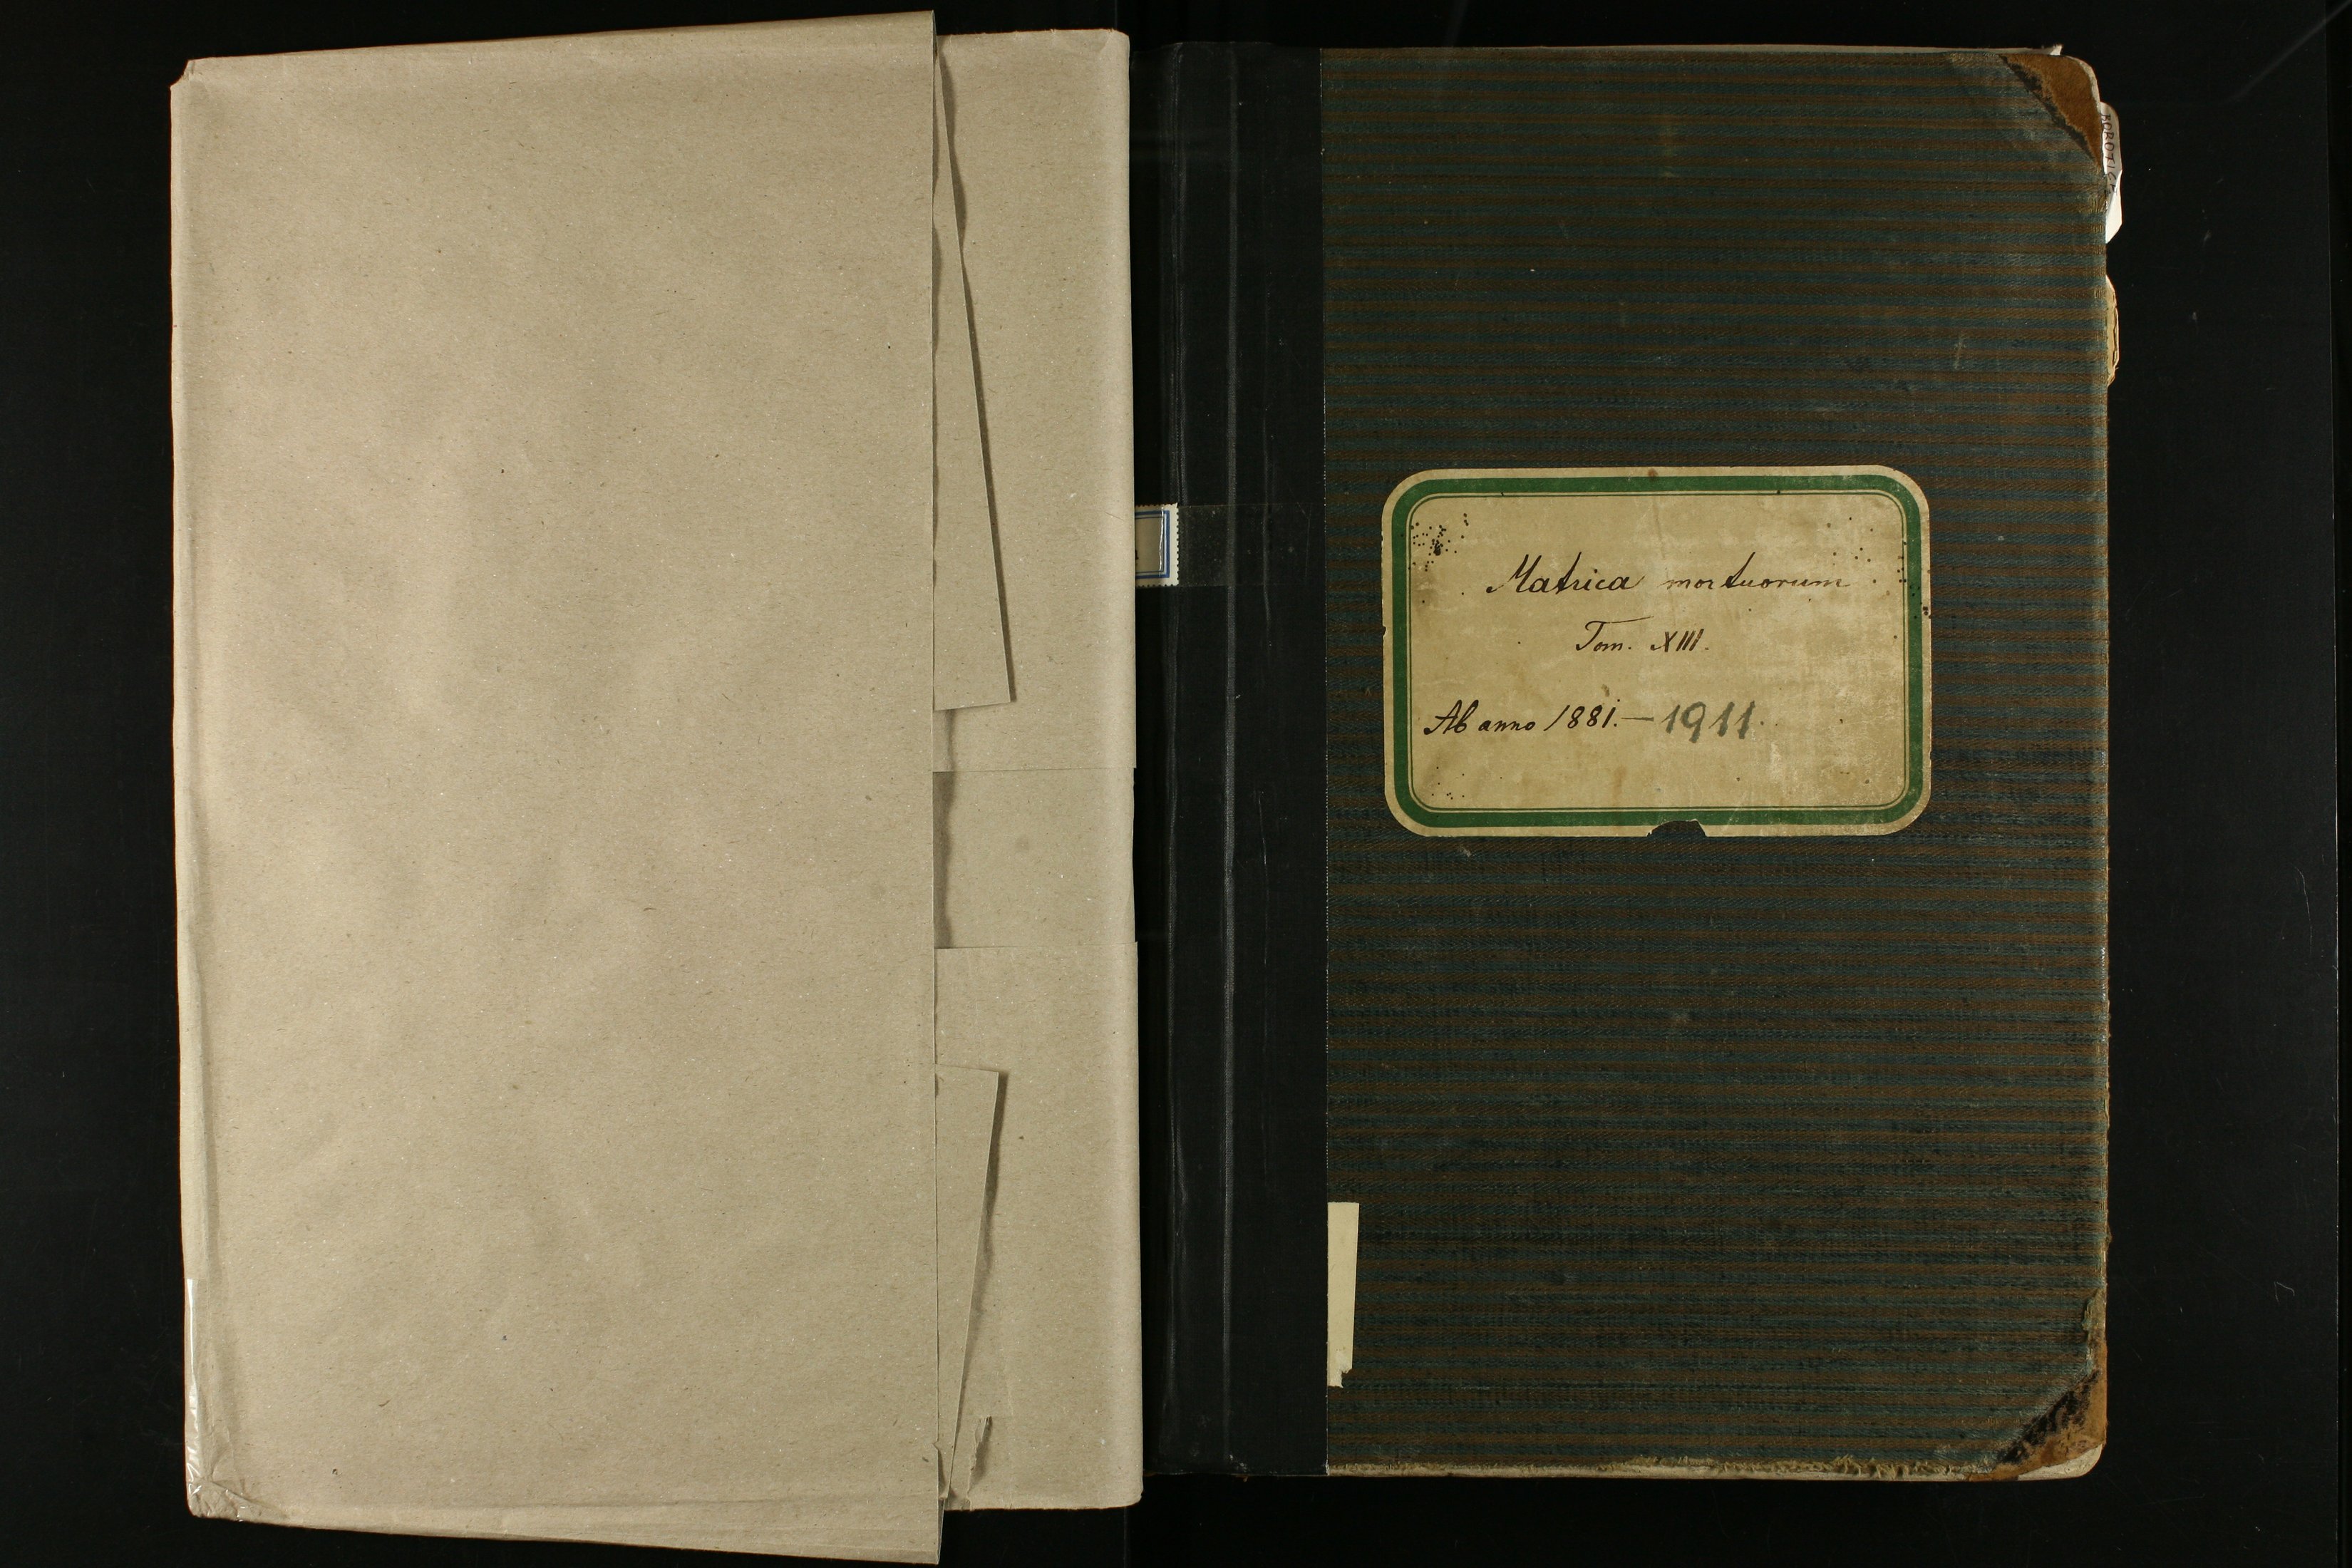 Matrica mortuorum
Tom. XIII.
Ab anno 1881. — 1911.